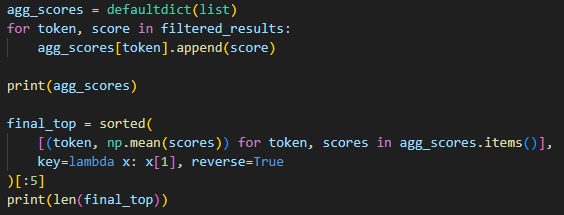 agg_scores = defaultdict(list)
for token, score in filtered_results:
    agg_scores[token].append(score)

print(agg_scores)

final_top = sorted(
    [(token, np.mean(scores)) for token, scores in agg_scores.items()],
    key=lambda x: x[1], reverse=True
)[:5]
print(len(final_top))